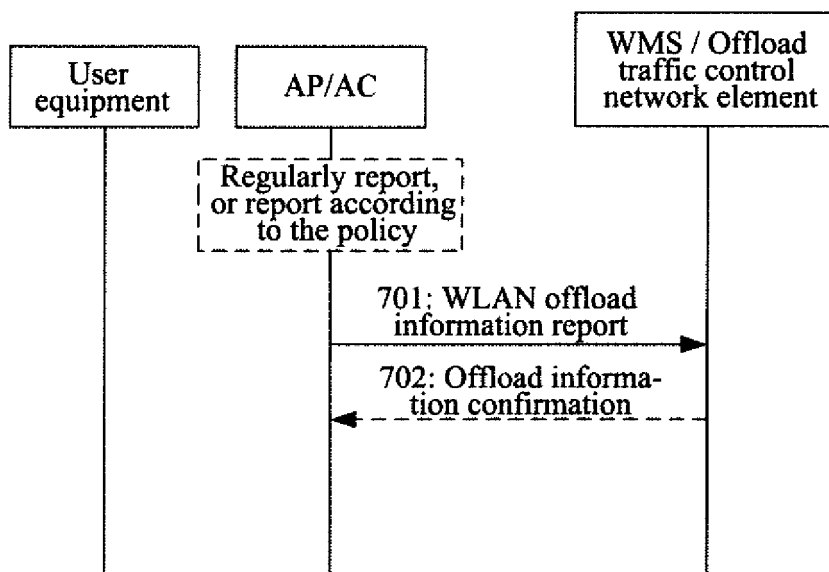 User
equipment
AP/AC
WMS / Offload
traffic control
network element
Regularly report,
or report according
to the policy
701: WLAN offload
information report
702: Offload informa-
tion confirmation